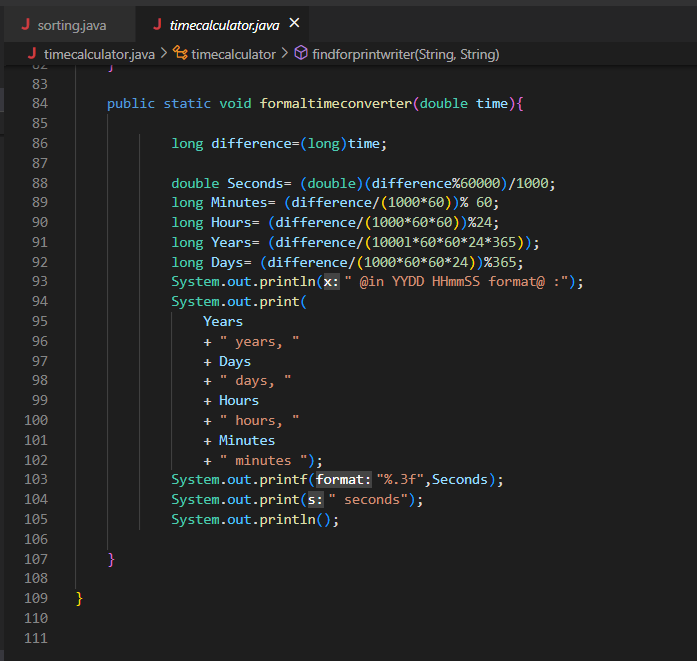 J sorting.java J timecalculator.java ×
J timecalculator.java > timecalculator > findforprintwriter(String, String)
82 }
83
84 public static void formaltimeconverter(double time){
85
86 long difference=(long)time;
87
88 double Seconds= (double)(difference%60000)/1000;
89 long Minutes= (difference/(1000*60))% 60;
90 long Hours= (difference/(1000*60*60))%24;
91 long Years= (difference/(1000l*60*60*24*365));
92 long Days= (difference/(1000*60*60*24))%365;
93 System.out.println(x:" @in YYDD HHmmSS format@ :");
94 System.out.print(
95 Years
96 + " years, "
97 + Days
98 + " days, "
99 + Hours
100 + " hours, "
101 + Minutes
102 + " minutes ");
103 System.out.printf(format:"%.3f",Seconds);
104 System.out.print(s:" seconds");
105 System.out.println();
106
107 }
108
109 }
110
111